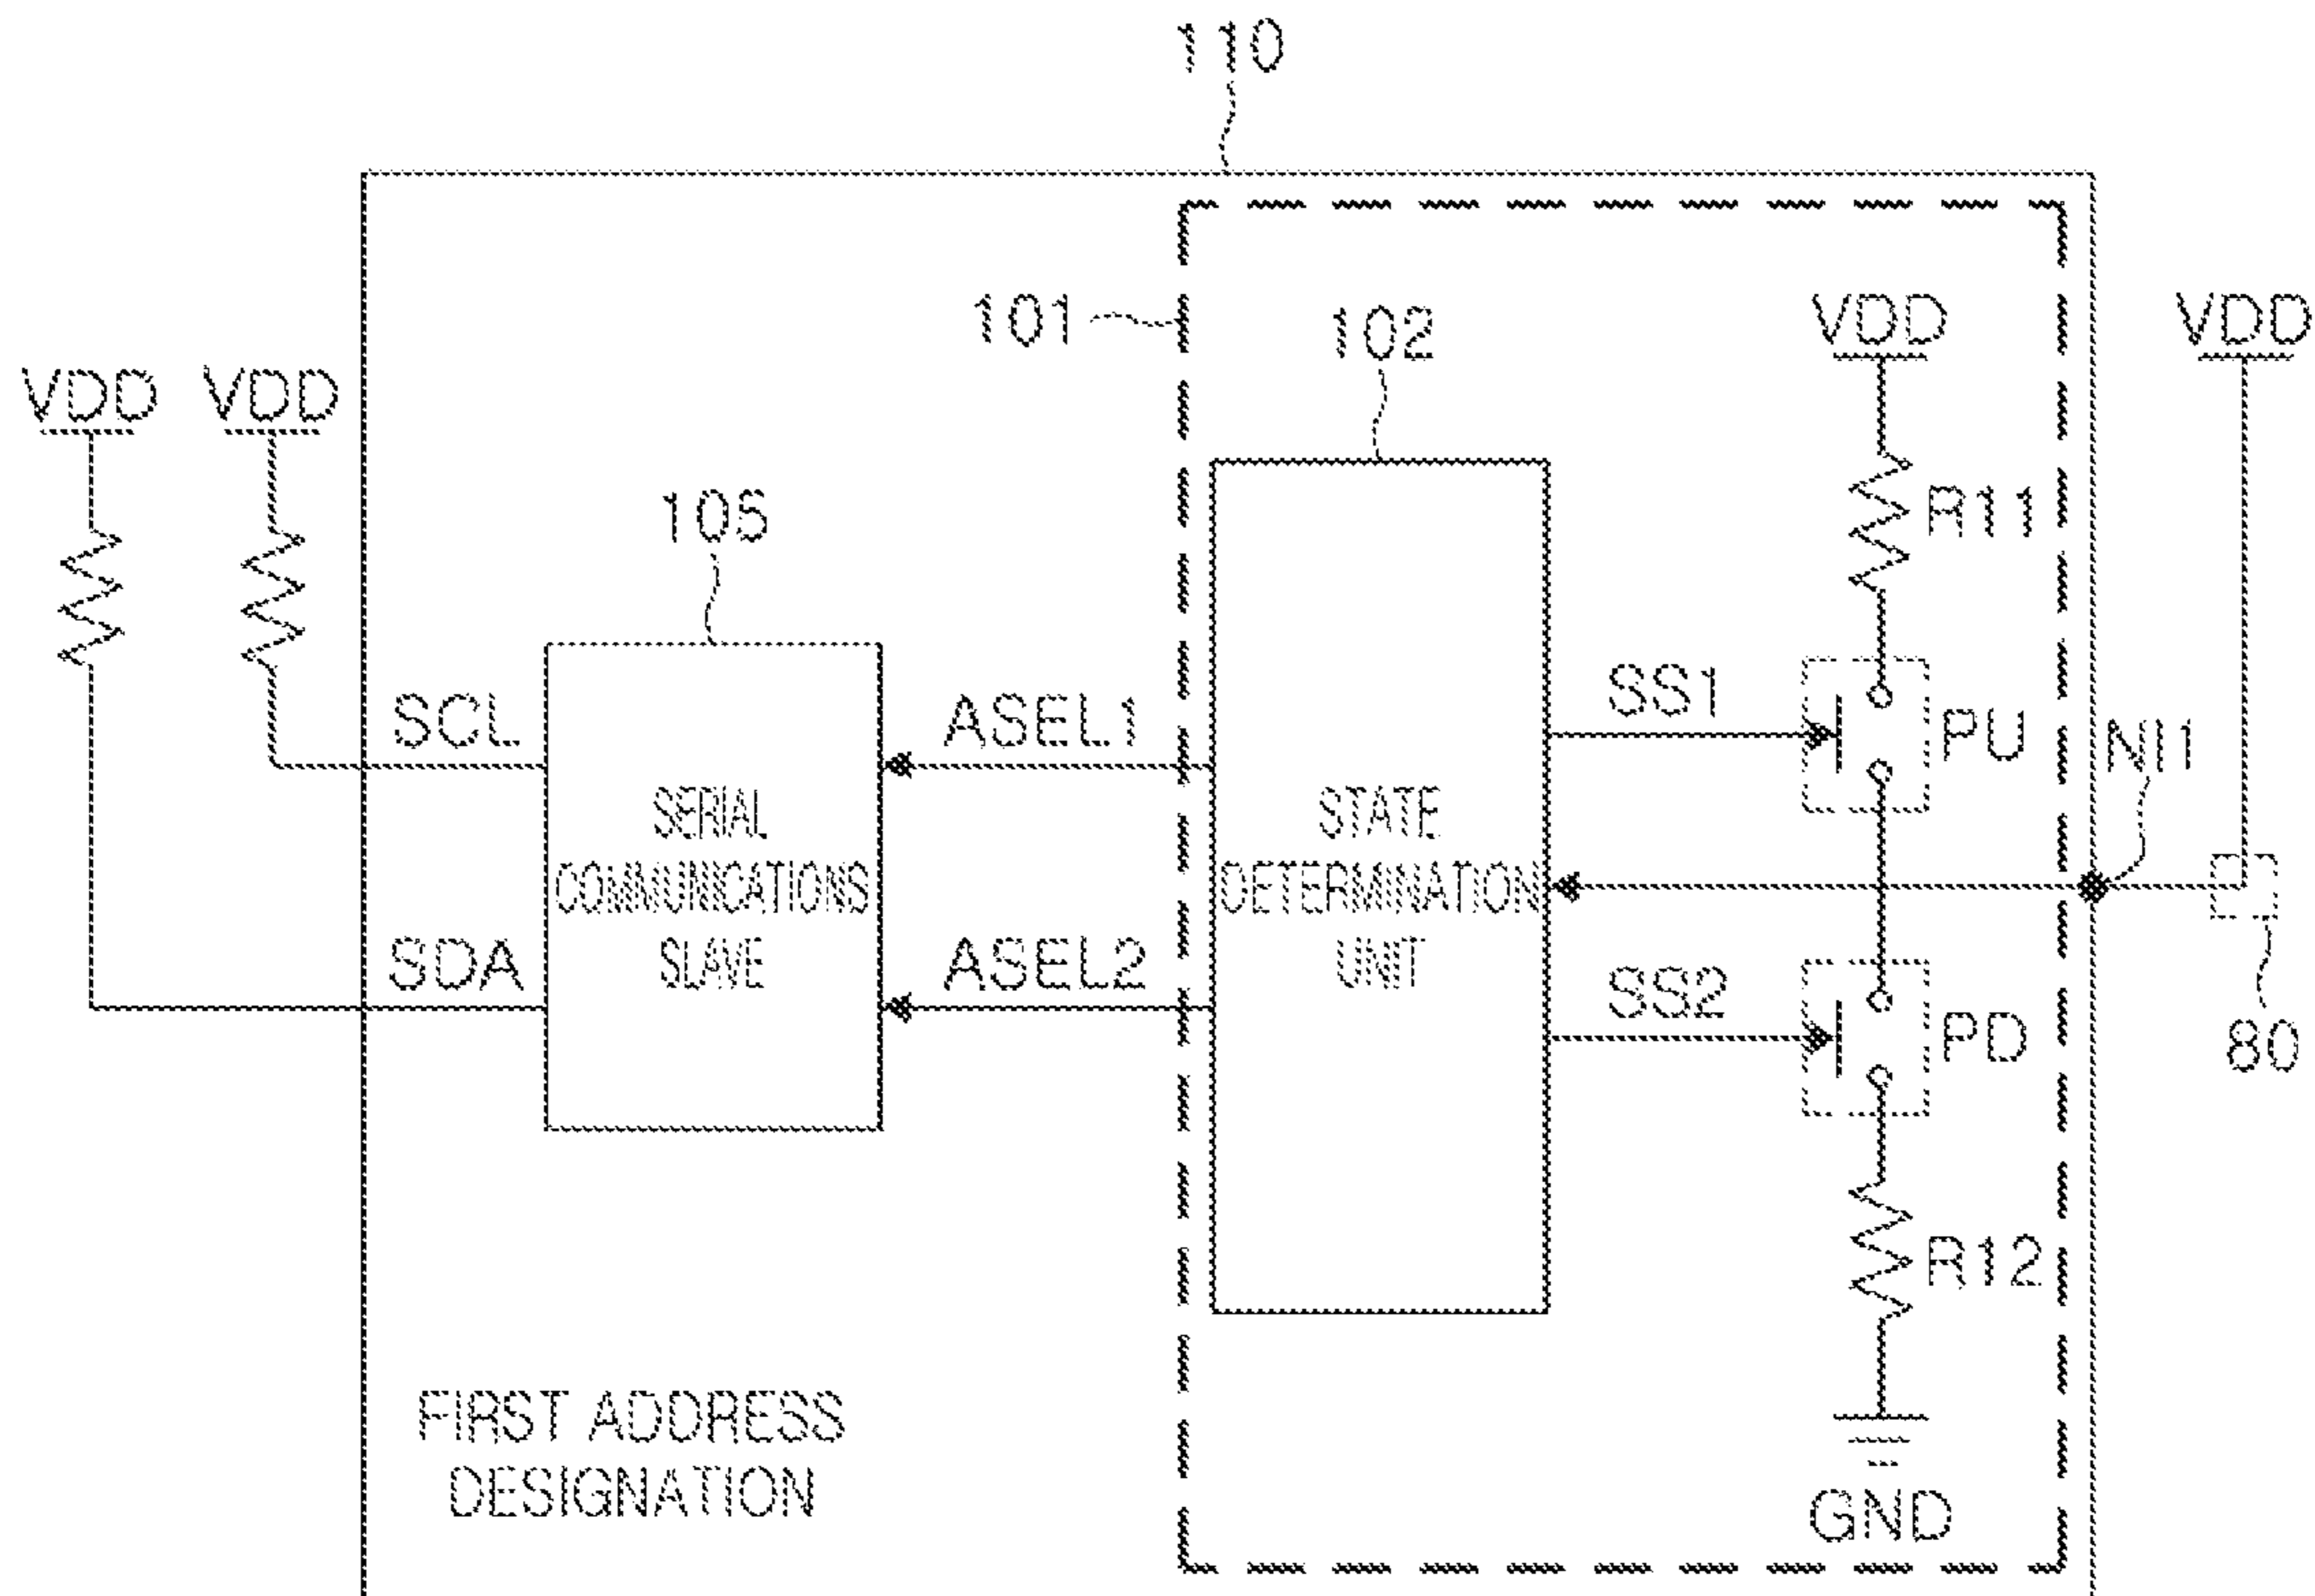 110
101
102
VDD
VDD
VDD
VDD
R11
105
SCL
ASEL1
SS1
PU
NI1
SERIAL
COMMUNICATIONS
SLAVE
STATE
DETERMINATION
UNIT
SDA
ASEL2
SS2
PD
80
R12
FIRST ADDRESS
DESIGNATION
GND